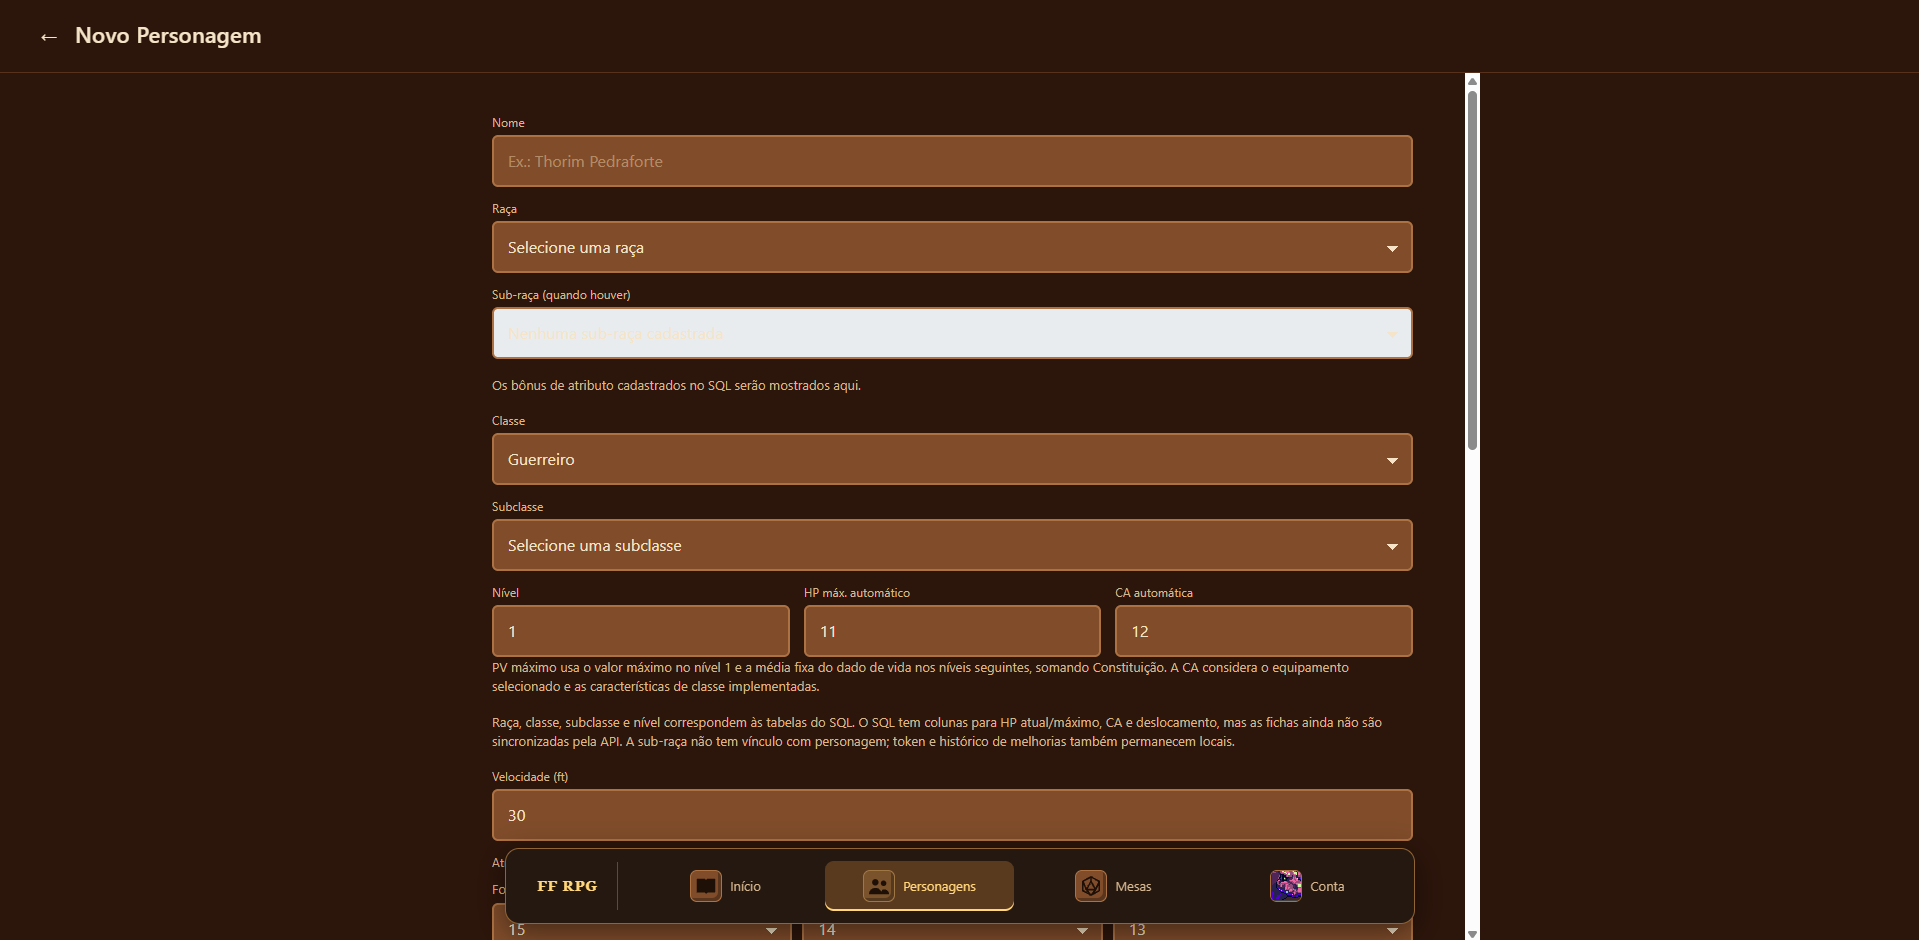 ← Novo Personagem
Nome
Ex.: Thorim Pedraforte
Raça
Selecione uma raça
Sub-raça (quando houver)
Nenhuma sub-raça cadastrada
Os bônus de atributo cadastrados no SQL serão mostrados aqui.
Classe
Guerreiro
Subclasse
Selecione uma subclasse
Nível
HP máx. automático
CA automática
1
11
12
PV máximo usa o valor máximo no nível 1 e a média fixa do dado de vida nos níveis seguintes, somando Constituição. A CA considera o equipamento
selecionado e as características de classe implementadas.
Raça, classe, subclasse e nível correspondem às tabelas do SQL. O SQL tem colunas para HP atual/máximo, CA e deslocamento, mas as fichas ainda não são
sincronizadas pela API. A sub-raça não tem vínculo com personagem; token e histórico de melhorias também permanecem locais.
Velocidade (ft)
30
At
Fo
FF RPG
Início
Personagens
Mesas
Conta
15
14
13